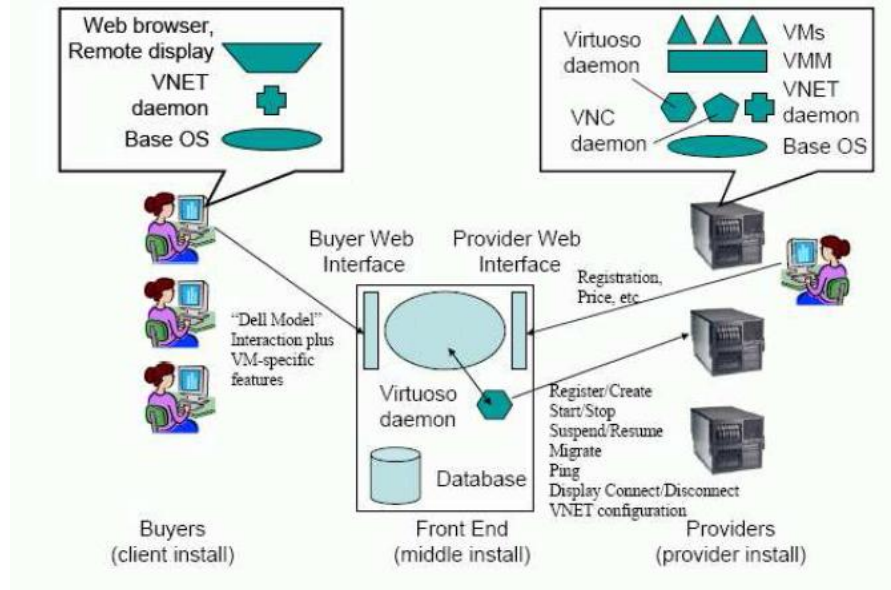 Web browser,
Remote display
VNET
daemon
Base OS
Virtuoso
daemon
VNC
daemon
VMs
VMM
VNET
daemon
Base OS
Buyer Web
Interface
Provider Web
Interface
Registration,
Price, etc.
"Dell Model"
Interaction plus
VM-specific
features
Virtuoso
daemon
Database
Register/Create
Start/Stop
Suspend/Resume
Migrate
Ping
Display Connect/Disconnect
VNET configuration
Buyers
(client install)
Front End
(middle install)
Providers
(provider install)